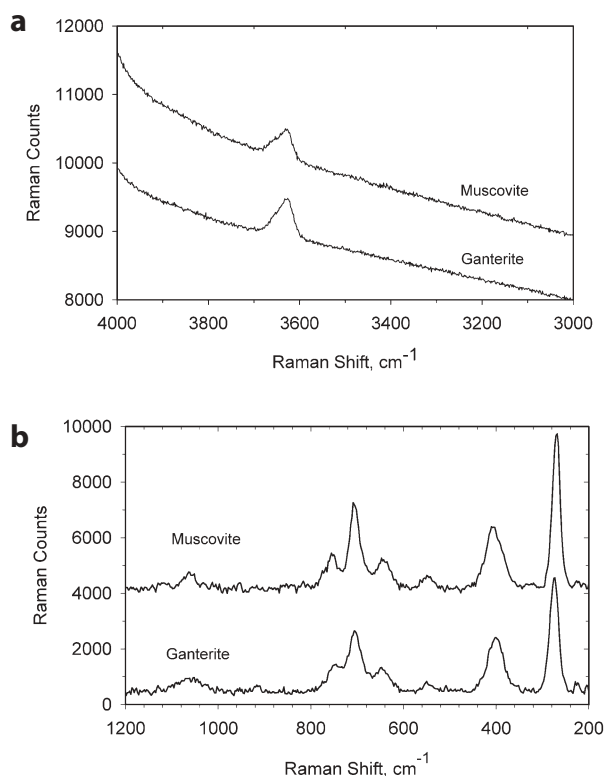 a
12000
11000
10000
9000
8000
Raman Counts
Muscovite
Ganterite
4000 3800 3600 3400 3200 3000
Raman Shift, cm-1
b
10000
8000
6000
4000
2000
0
Raman Counts
Muscovite
Ganterite
1200 1000 800 600 400 200
Raman Shift, cm-1